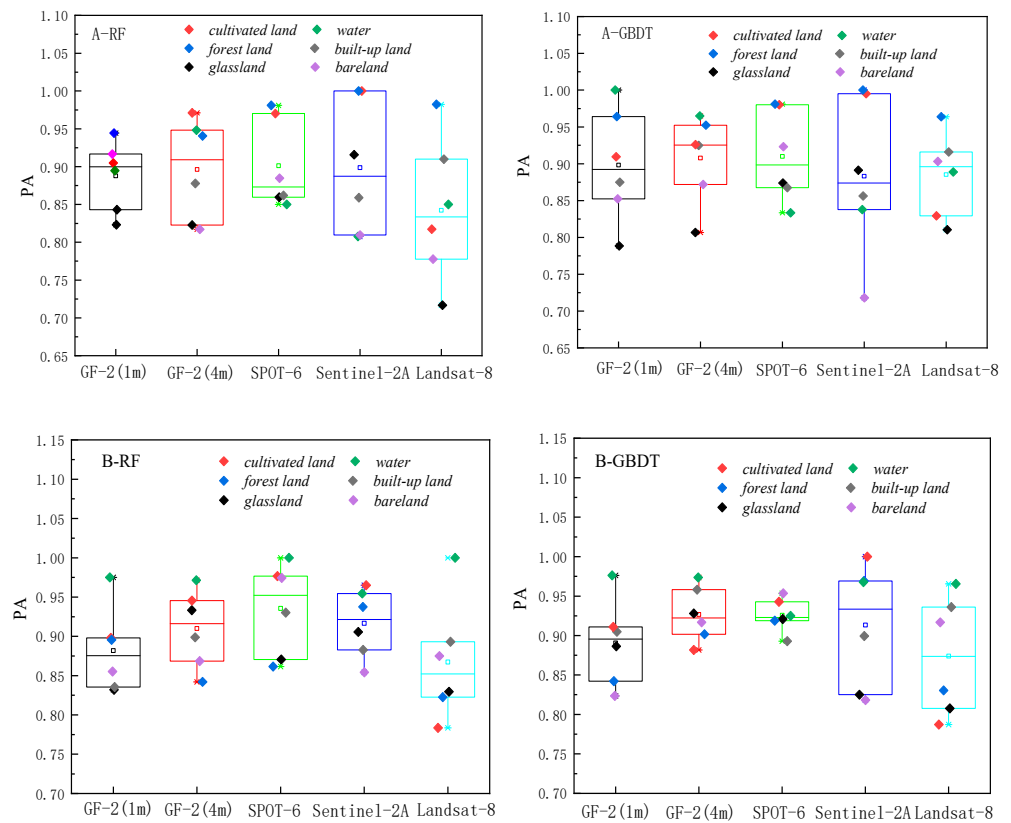 A-RF
cultivated land
water
forest land
built-up land
glassland
bareland
PA
1.10
1.05
1.00
0.95
0.90
0.85
0.80
0.75
0.70
0.65
GF-2(1m) GF-2(4m) SPOT-6 Sentinel-2A Landsat-8
A-GBDT
cultivated land
water
forest land
built-up land
glassland
bareland
PA
1.10
1.05
1.00
0.95
0.90
0.85
0.80
0.75
0.70
0.65
GF-2(1m) GF-2(4m) SPOT-6 Sentinel-2A Landsat-8
B-RF
cultivated land
water
forest land
built-up land
glassland
bareland
PA
1.15
1.10
1.05
1.00
0.95
0.90
0.85
0.80
0.75
0.70
GF-2(1m) GF-2(4m) SPOT-6 Sentinel-2A Landsat-8
B-GBDT
cultivated land
water
forest land
built-up land
glassland
bareland
PA
1.15
1.10
1.05
1.00
0.95
0.90
0.85
0.80
0.75
0.70
GF-2(1m) GF-2(4m) SPOT-6 Sentinel-2A Landsat-8